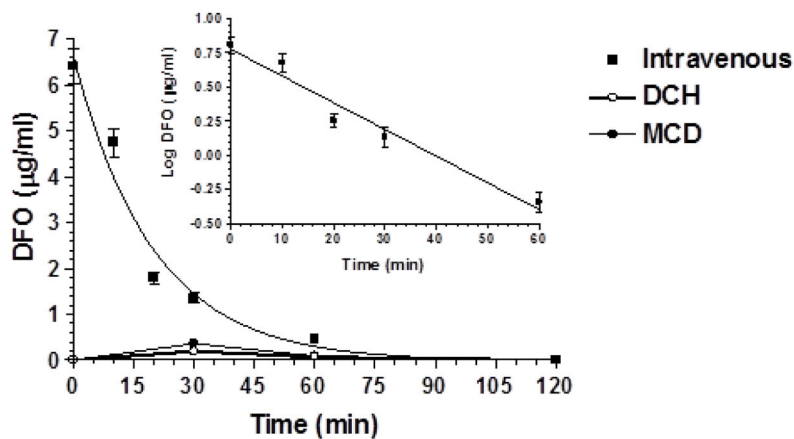 7
6
5
4
3
2
1
0
DFO (µg/ml)
0 15 30 45 60 75 90 105 120
Time (min)
1.00
0.75
0.50
0.25
0.00
-0.25
-0.50
Log DFO (µg/ml)
0 10 20 30 40 50 60
Time (min)
Intravenous
DCH
MCD